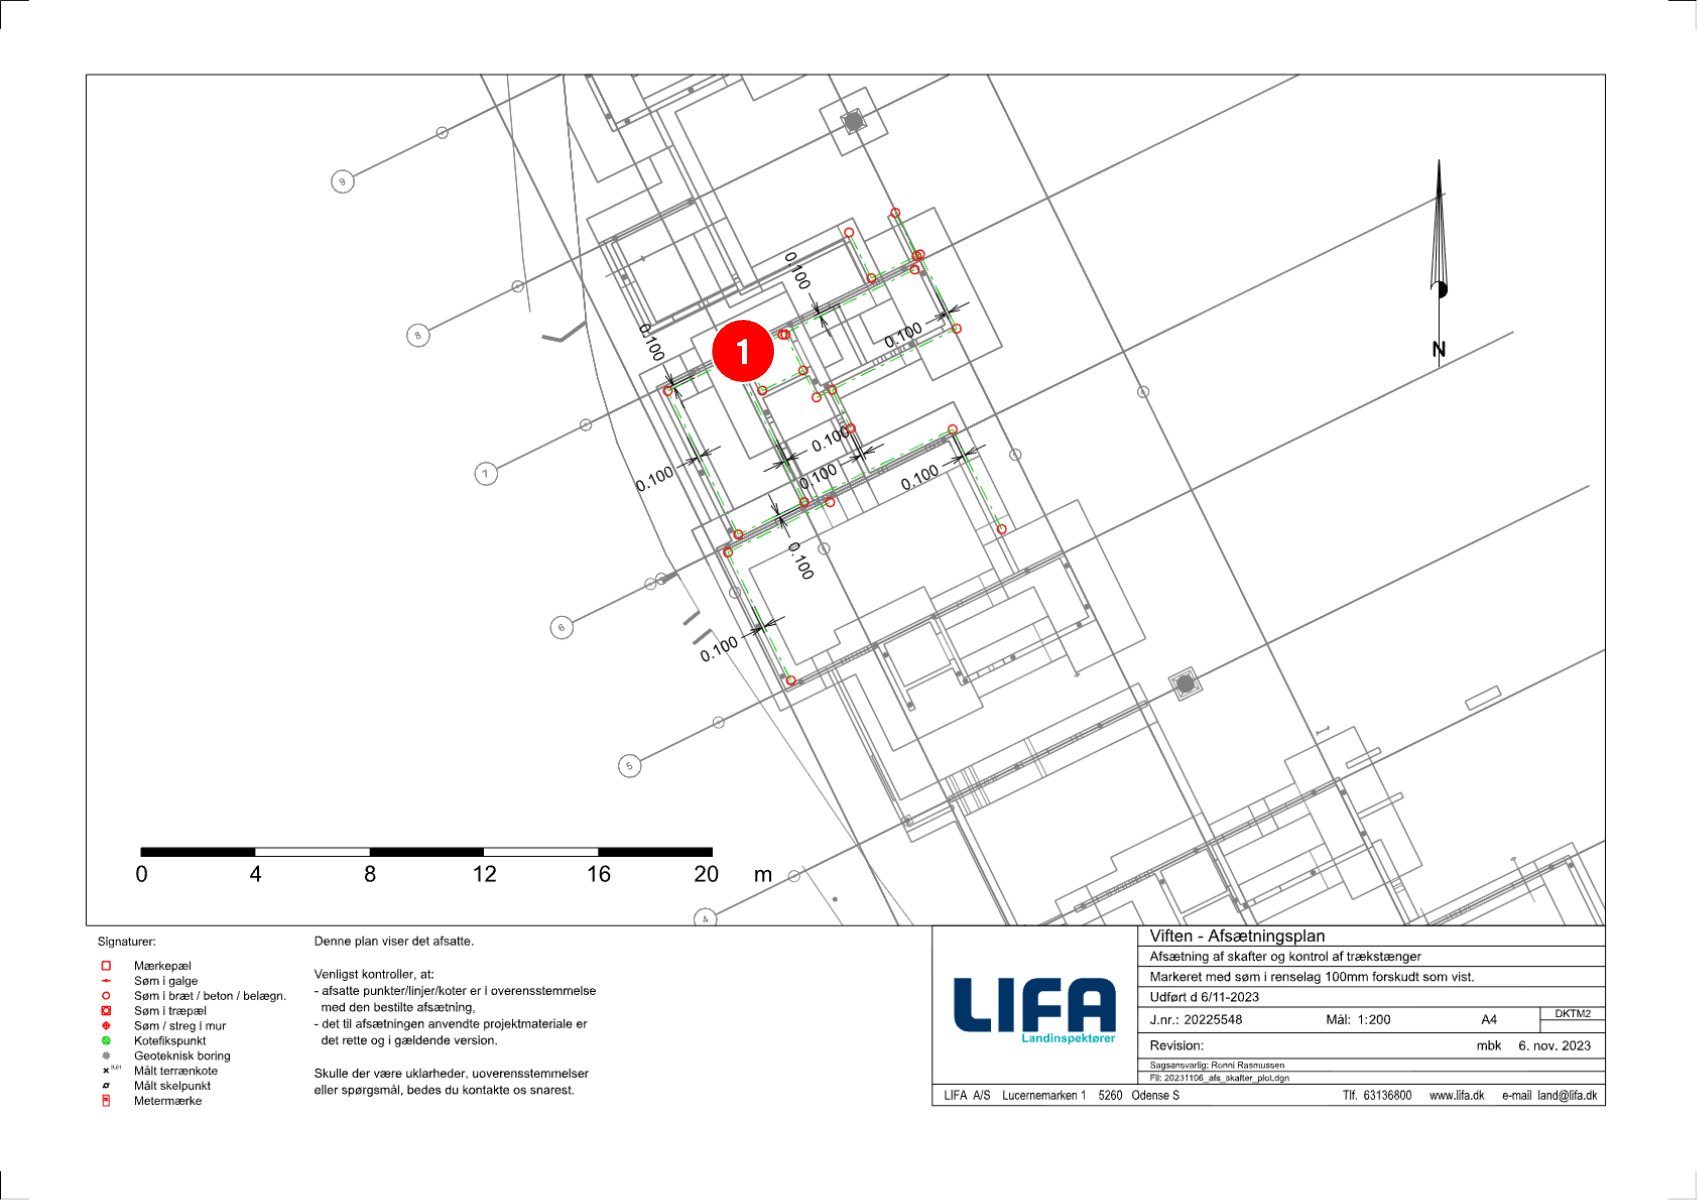 9
8
7
6
5
4
1
0.100
0.100
0.100
0.100
0.100
0.100
0.100
0.100
0.100
N
0 4 8 12 16 20 m
Signaturer:
Mærkepæl
Søm i galge
Søm i bræt / beton / belægn.
Søm i træpæl
Søm / streg i mur
Kotefikspunkt
Geoteknisk boring
Målt terrænkote
Målt skelpunkt
Metermærke
Denne plan viser det afsatte.
Venligst kontroller, at:
- afsatte punkter/linjer/koter er i overensstemmelse
med den bestilte afsætning,
- det til afsætningen anvendte projektmateriale er
det rette og i gældende version.
Skulle der være uklarheder, uoverensstemmelser
eller spørgsmål, bedes du kontakte os snarest.
LIFA
Landinspektører
Viften - Afsætningsplan
Afsætning af skafter og kontrol af trækstænger
Markeret med søm i renselag 100mm forskudt som vist.
Udført d 6/11-2023
J.nr.: 20225548 Mål: 1:200 A4 DKTM2
Revision: mbk 6. nov. 2023
Sagsansvarlig: Ronni Rasmussen
Fil: 20231106_afs_skafter_plot.dgn
LIFA A/S Lucernemarken 1 5260 Odense S Tlf. 63136800 www.lifa.dk e-mail land@lifa.dk